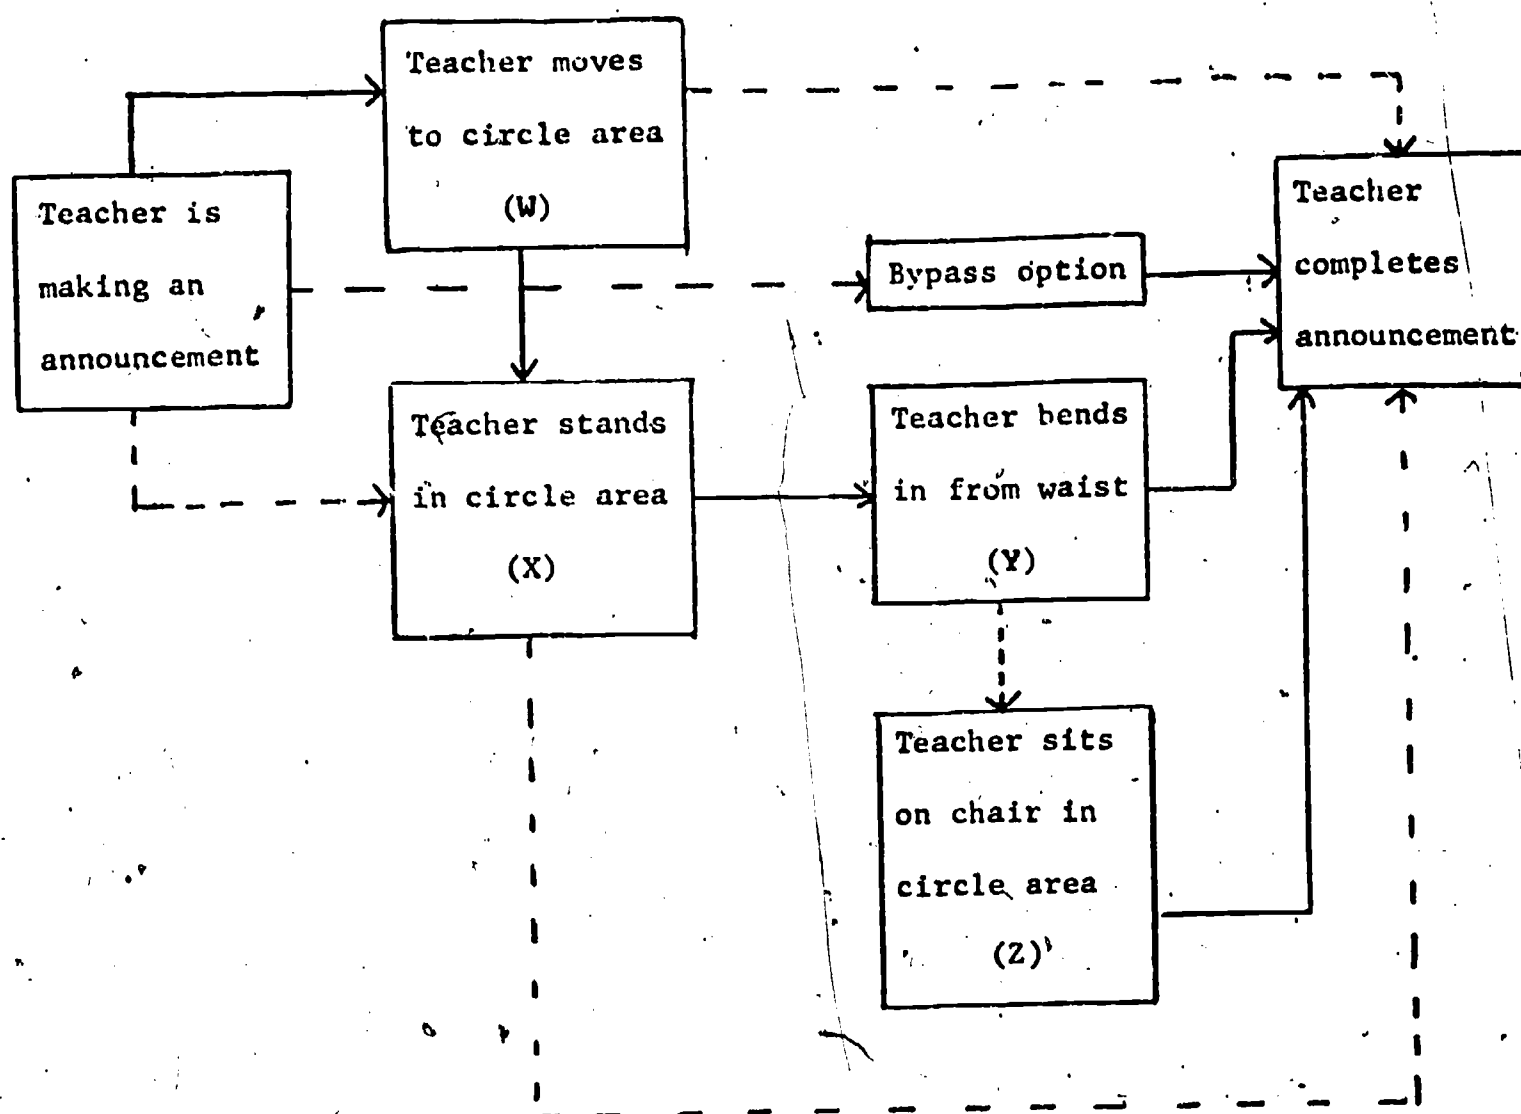 Teacher moves
to circle area
(W)
Teacher is
making an
announcement
Teacher
completes
announcement
Bypass option
Teacher stands
in circle area
(X)
Teacher bends
in from waist
(Y)
Teacher sits
on chair in
circle area
(Z)